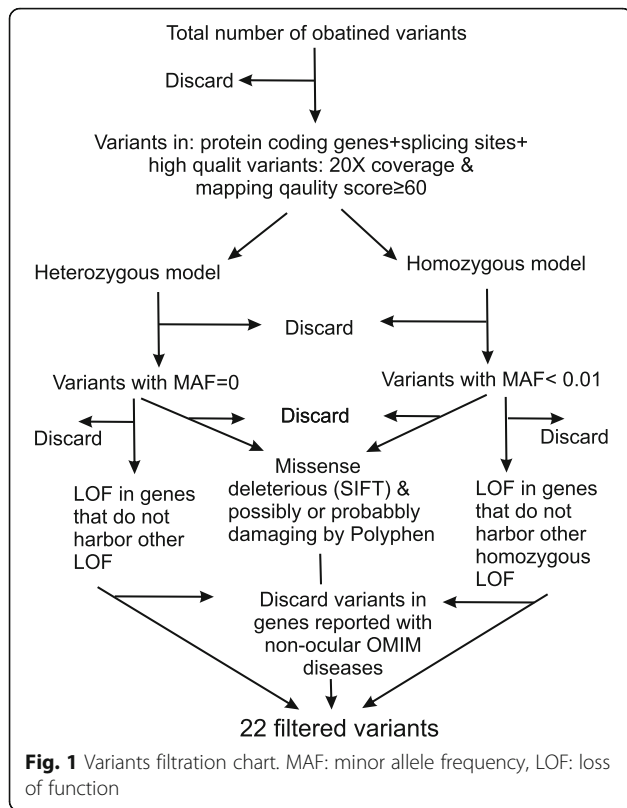 Total number of obatined variants
Discard
Variants in: protein coding genes+splicing sites+
high qualit variants: 20X coverage &
mapping qaulity score≥60
Heterozygous model
Homozygous model
Discard
Variants with MAF=0
Variants with MAF< 0.01
Discard
Discard
Discard
LOF in genes
that do not
harbor other
LOF
Missense
deleterious (SIFT) &
possibly or probabbly
damaging by Polyphen
LOF in genes
that do not
harbor other
homozygous
LOF
Discard variants in
genes reported with
non-ocular OMIM
diseases
22 filtered variants
Fig. 1 Variants filtration chart. MAF: minor allele frequency, LOF: loss
of function